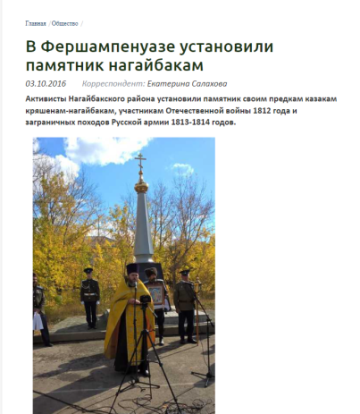 Главная / Общество /
В Фершампенуазе установили
памятник нагайбакам
03.10.2016 Корреспондент: Екатерина Салахова
Активисты Нагайбакского района установили памятник своим предкам казакам
кряшенам-нагайбакам, участникам Отечественной войны 1812 года и
заграничных походов Русской армии 1813-1814 годов.